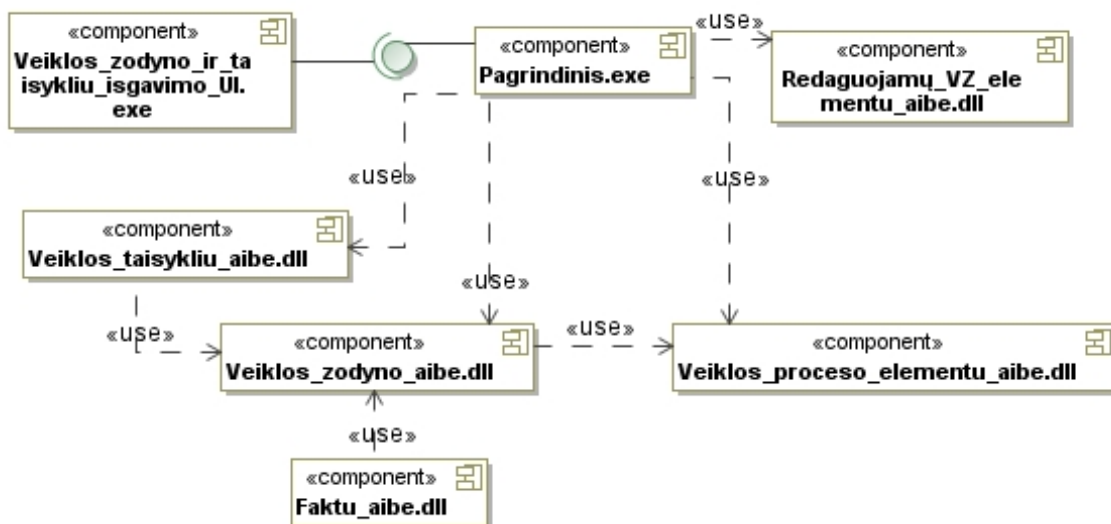 «component»
Veiklos_zodyno_ir_ta
isykliu_isgavimo_UI.
exe
«component»
Pagrindinis.exe
«use»
«component»
Redaguojamų_VZ_ele
mentu_aibe.dll
«use»
«use»
«component»
Veiklos_taisykliu_aibe.dll
«use»
«use»
«component»
Veiklos_zodyno_aibe.dll
«use»
«component»
Veiklos_proceso_elementu_aibe.dll
«use»
«component»
Faktu_aibe.dll